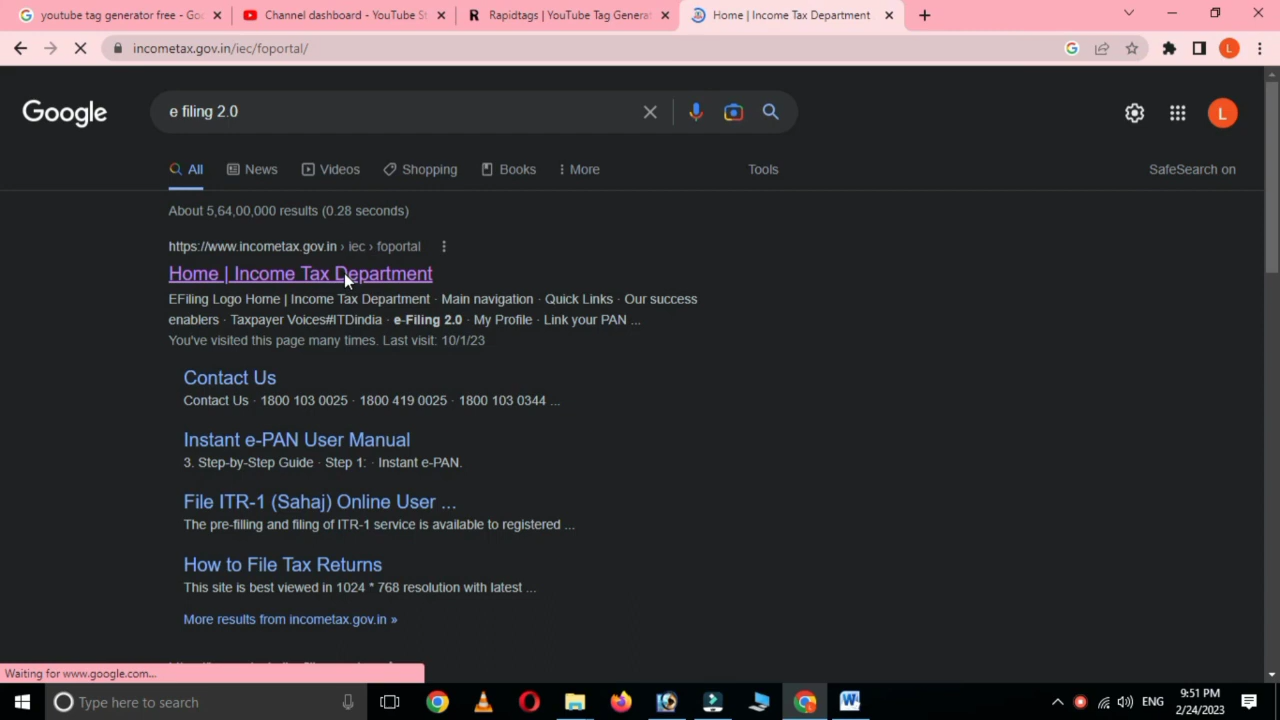 youtube tag generator free - Goo
Channel dashboard - YouTube St
Rapidtags | YouTube Tag Generat
Home | Income Tax Department
incometax.gov.in/iec/foportal/
L
Google
e filing 2.0
L
All
News
Videos
Shopping
Books
More
Tools
SafeSearch on
About 5,64,00,000 results (0.28 seconds)
https://www.incometax.gov.in › iec › foportal
Home | Income Tax Department
EFiling Logo Home | Income Tax Department · Main navigation · Quick Links · Our success
enablers · Taxpayer Voices#ITDindia · e-Filing 2.0 · My Profile · Link your PAN ...
You've visited this page many times. Last visit: 10/1/23
Contact Us
Contact Us · 1800 103 0025 · 1800 419 0025 · 1800 103 0344 ...
Instant e-PAN User Manual
3. Step-by-Step Guide · Step 1: · Instant e-PAN.
File ITR-1 (Sahaj) Online User ...
The pre-filling and filing of ITR-1 service is available to registered ...
How to File Tax Returns
This site is best viewed in 1024 * 768 resolution with latest ...
More results from incometax.gov.in »
Waiting for www.google.com...
Type here to search
ENG
9:51 PM
2/24/2023